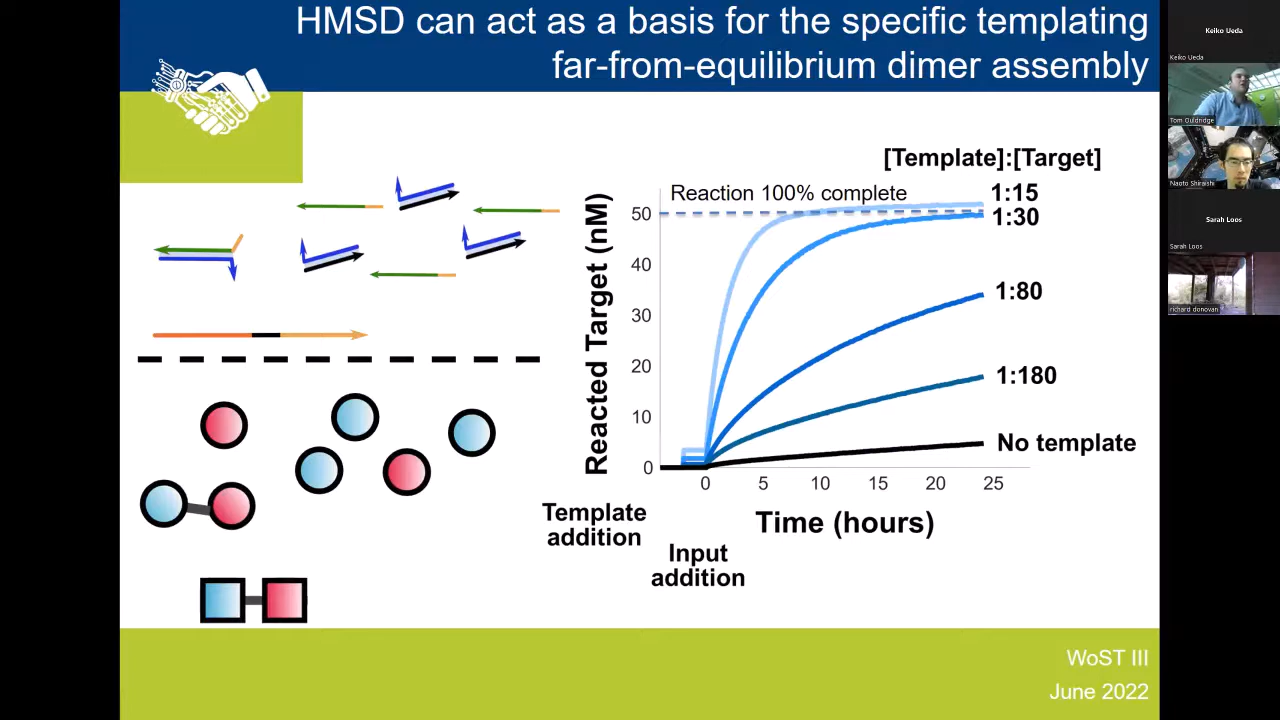 HMSD can act as a basis for the specific templating
far-from-equilibrium dimer assembly
[Template]:[Target]
Reaction 100% complete
1:15
1:30
1:80
1:180
No template
Reacted Target (nM)
50
40
30
20
10
0
0 5 10 15 20 25
Time (hours)
Template
addition
Input
addition
WoST III
June 2022
Keiko Ueda
Keiko Ueda
Tom Ouldridge
Naoto Shiraishi
Sarah Loos
Sarah Loos
richard donovan